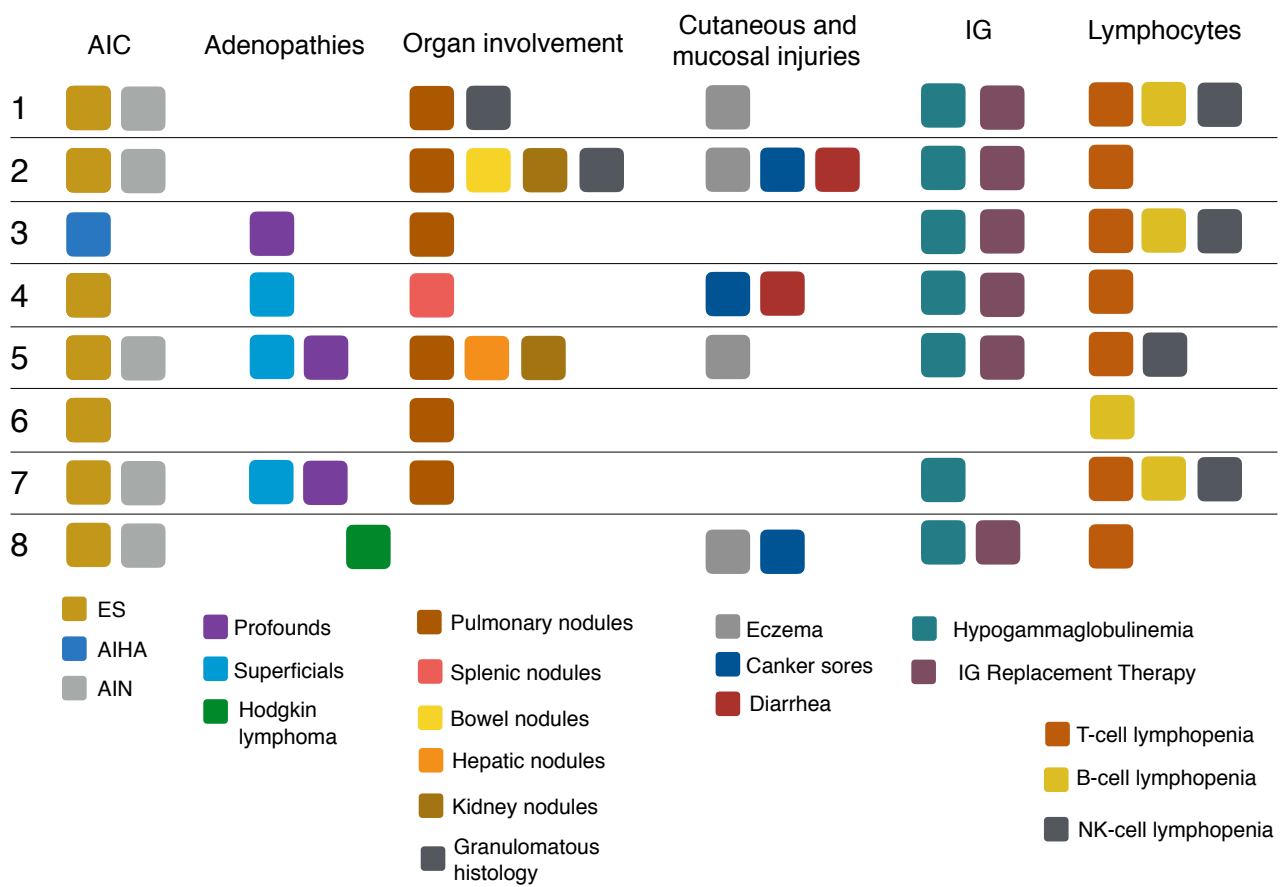 AIC
Adenopathies
Organ involvement
Cutaneous and
mucosal injuries
IG
Lymphocytes
1
2
3
4
5
6
7
8
ES
AIHA
AIN
Profounds
Superficials
Hodgkin
lymphoma
Pulmonary nodules
Splenic nodules
Bowel nodules
Hepatic nodules
Kidney nodules
Granulomatous
histology
Eczema
Canker sores
Diarrhea
Hypogammaglobulinemia
IG Replacement Therapy
T-cell lymphopenia
B-cell lymphopenia
NK-cell lymphopenia